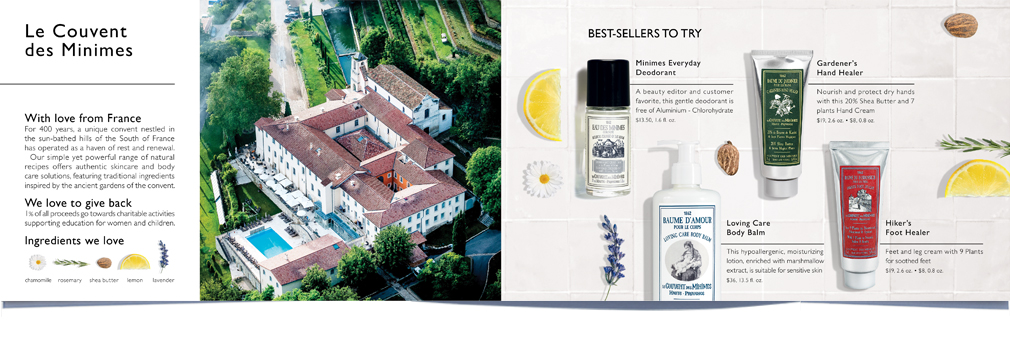 Le Couvent
des Minimes
With love from France
For 400 years, a unique convent nestled in
the sun-bathed hills of the South of France
has operated as a haven of rest and renewal.
Our simple yet powerful range of natural
recipes offers authentic skincare and body
care solutions, featuring traditional ingredients
inspired by the ancient gardens of the convent.
We love to give back
1% of all proceeds go towards charitable activities
supporting education for women and children.
Ingredients we love
chamomille rosemary shea butter lemon lavender
BEST-SELLERS TO TRY
Minimes Everyday
Deodorant
A beauty editor and customer
favorite, this gentle deodorant is
free of Aluminium - Chlorohydrate
$13.50, 1.6 fl. oz.
Gardener's
Hand Healer
Nourish and protect dry hands
with this 20% Shea Butter and 7
plants Hand Cream
$19, 2.6 oz. • $8, 0.8 oz.
BAUME D'AMOUR
POUR LE CORPS
LOVING CARE BODY BALM
Loving Care
Body Balm
This hypoallergenic, moisturizing
lotion, enriched with marshmallow
extract, is suitable for sensitive skin
$36, 13.5 fl. oz.
Hiker's
Foot Healer
Feet and leg cream with 9 Plants
for soothed feet
$19, 2.6 oz. • $8, 0.8 oz.